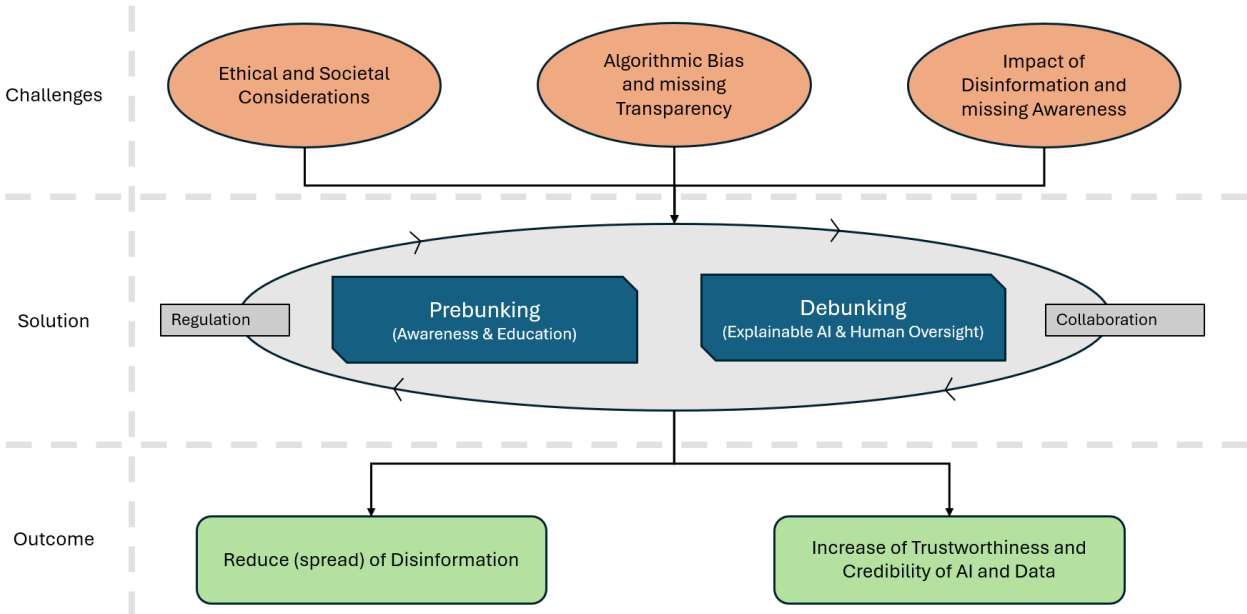 Challenges
Ethical and Societal
Considerations
Algorithmic Bias
and missing
Transparency
Impact of
Disinformation and
missing Awareness
Solution
Regulation
Prebunking
(Awareness & Education)
Debunking
(Explainable AI & Human Oversight)
Collaboration
Outcome
Reduce (spread) of Disinformation
Increase of Trustworthiness and
Credibility of AI and Data